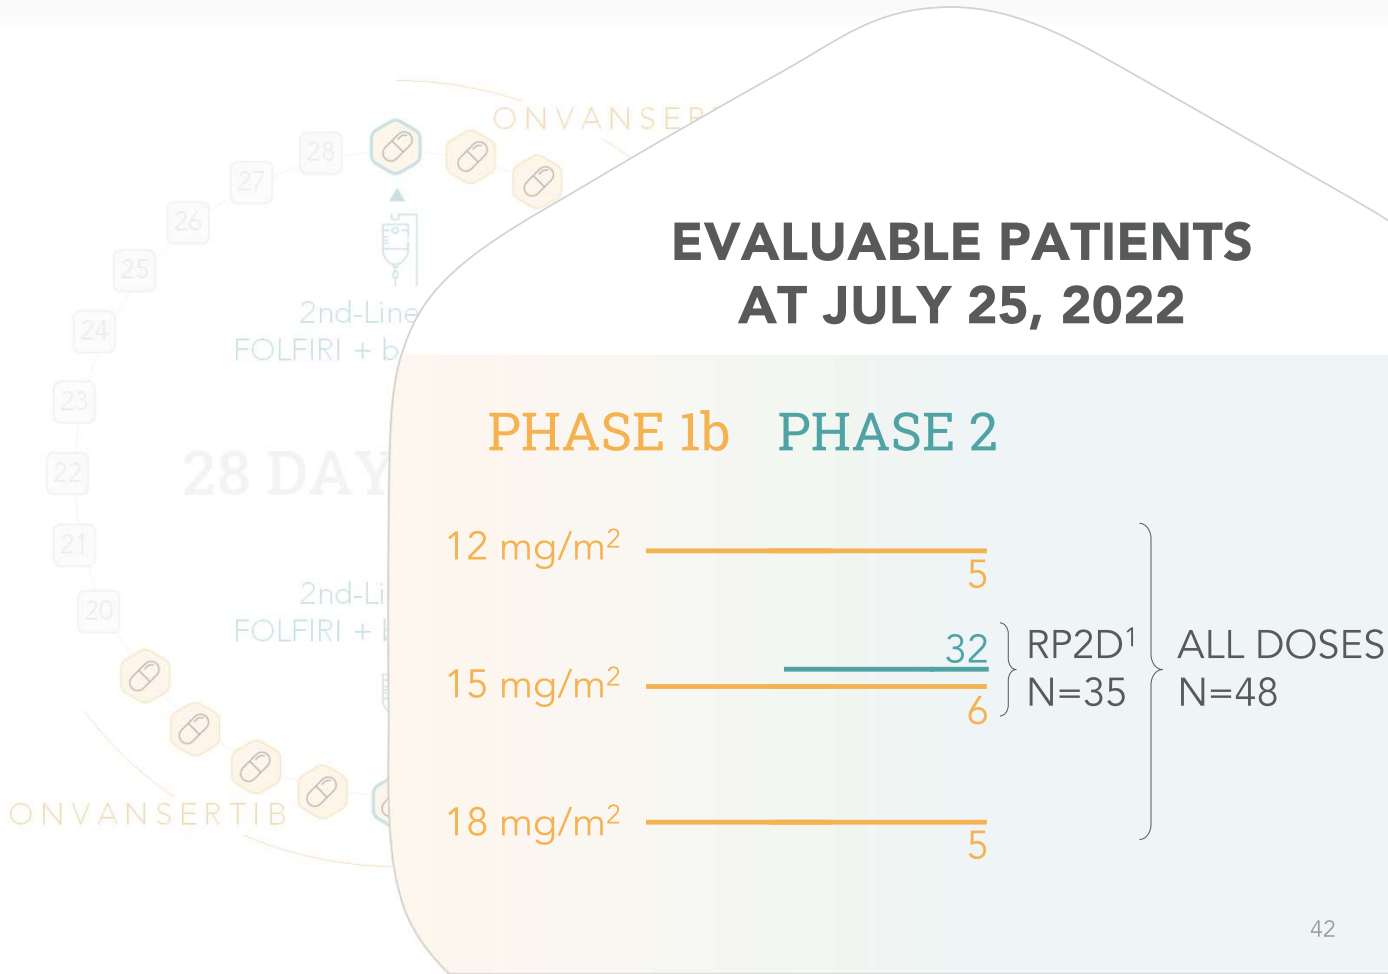 EVALUABLE PATIENTS
AT JULY 25, 2022
PHASE 1b PHASE 2
12 mg/m²
5
32
15 mg/m²
6
RP2D¹
N=35
ALL DOSES
N=48
18 mg/m²
5
28
27
26
25
24
23
22
21
20
2nd-Line
FOLFIRI +
28 DAY
FOLFIRI +
ONVANSERTIB
42